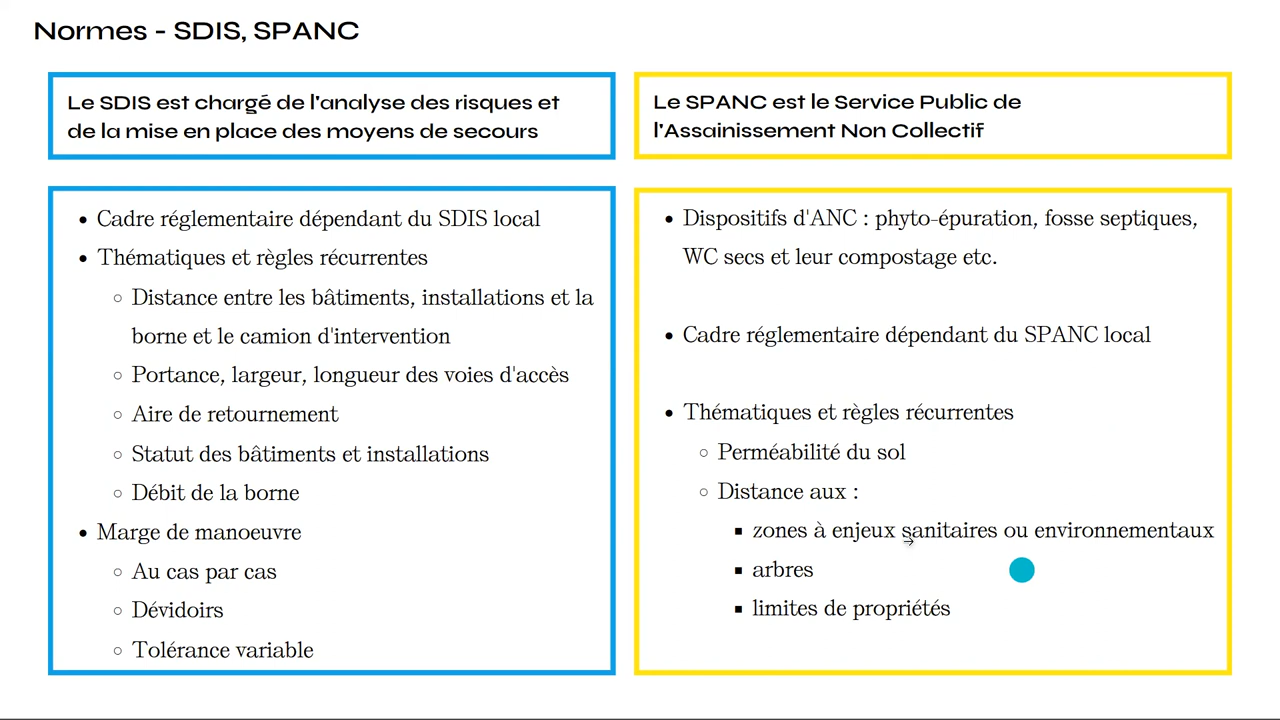 Normes - SDIS, SPANC
Le SDIS est chargé de l'analyse des risques et
de la mise en place des moyens de secours
• Cadre réglementaire dépendant du SDIS local
• Thématiques et règles récurrentes
○ Distance entre les bâtiments, installations et la
borne et le camion d'intervention
○ Portance, largeur, longueur des voies d'accès
○ Aire de retournement
○ Statut des bâtiments et installations
○ Débit de la borne
• Marge de manoeuvre
○ Au cas par cas
○ Dévidoirs
○ Tolérance variable
Le SPANC est le Service Public de
l'Assainissement Non Collectif
• Dispositifs d'ANC : phyto-épuration, fosse septiques,
WC secs et leur compostage etc.
• Cadre réglementaire dépendant du SPANC local
• Thématiques et règles récurrentes
○ Perméabilité du sol
○ Distance aux :
▪ zones à enjeux sanitaires ou environnementaux
▪ arbres
▪ limites de propriétés